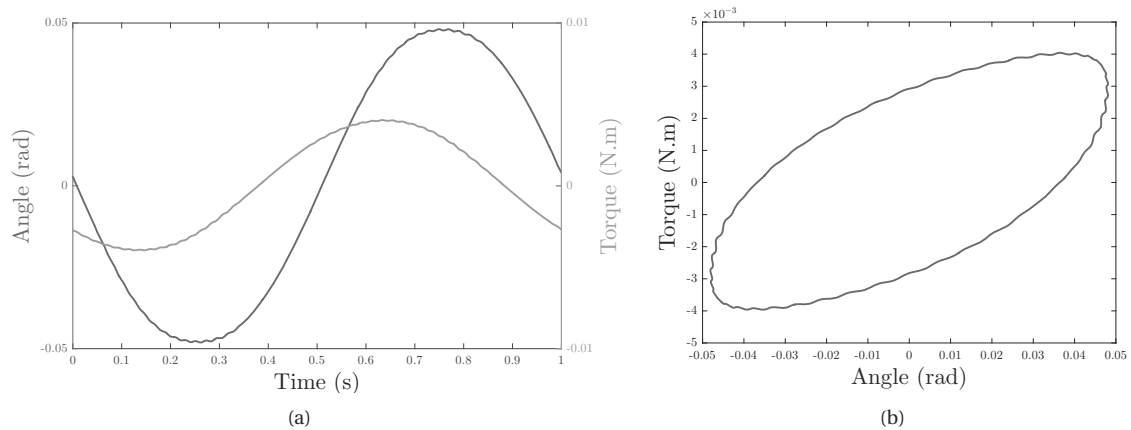 0.05
0
-0.05
Angle (rad)
0.01
0
-0.01
Torque (N.m)
0 0.1 0.2 0.3 0.4 0.5 0.6 0.7 0.8 0.9 1
Time (s)
(a)
×10⁻³
5
4
3
2
1
0
-1
-2
-3
-4
-5
Torque (N.m)
-0.05 -0.04 -0.03 -0.02 -0.01 0 0.01 0.02 0.03 0.04 0.05
Angle (rad)
(b)